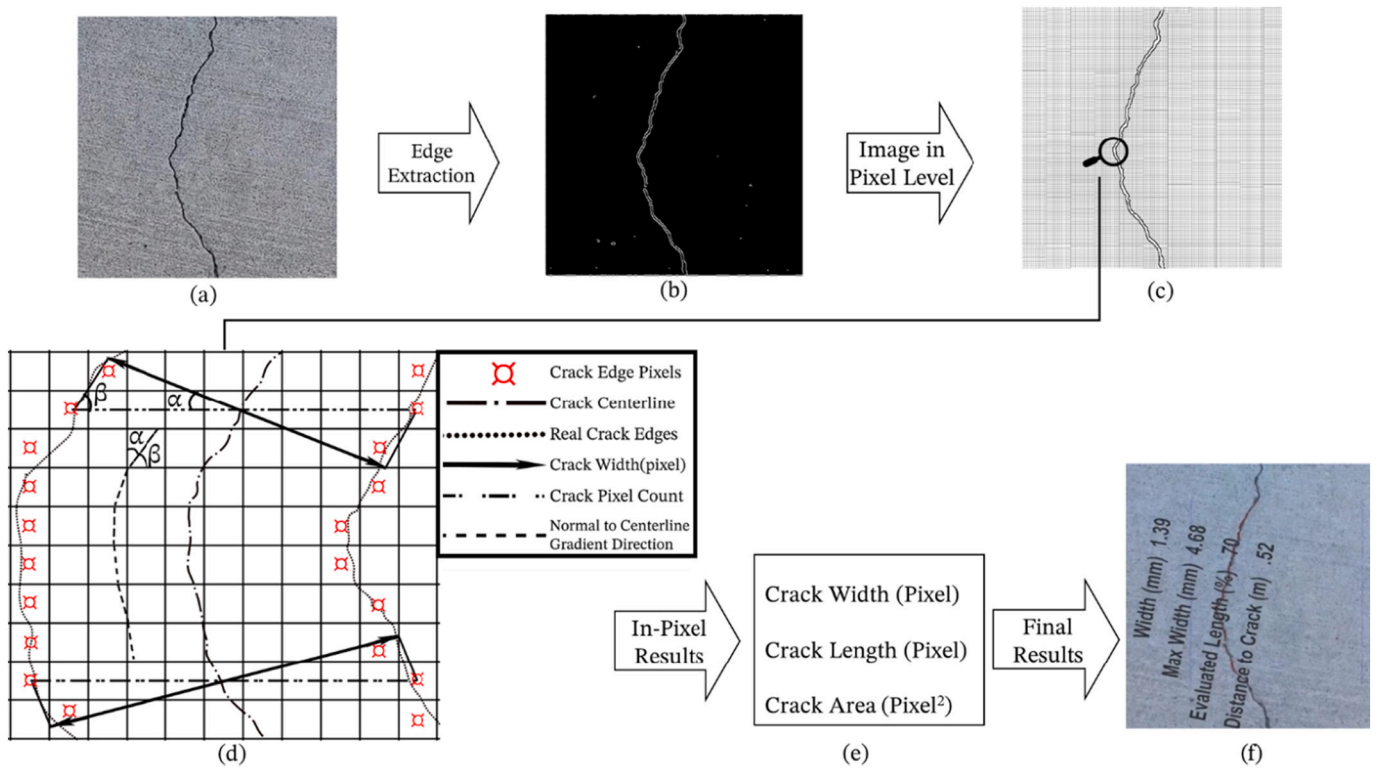 Edge
Extraction
Image in
Pixel Level
(a)
(b)
(c)
β
α
α
β
Crack Edge Pixels
Crack Centerline
Real Crack Edges
Crack Width(pixel)
Crack Pixel Count
Normal to Centerline
Gradient Direction
(d)
In-Pixel
Results
Crack Width (Pixel)
Crack Length (Pixel)
Crack Area (Pixel²)
(e)
Final
Results
Width (mm) 1.39
Max Width (mm) 4.68
Evaluated Length (%) 70
Distance to Crack (m) .52
(f)